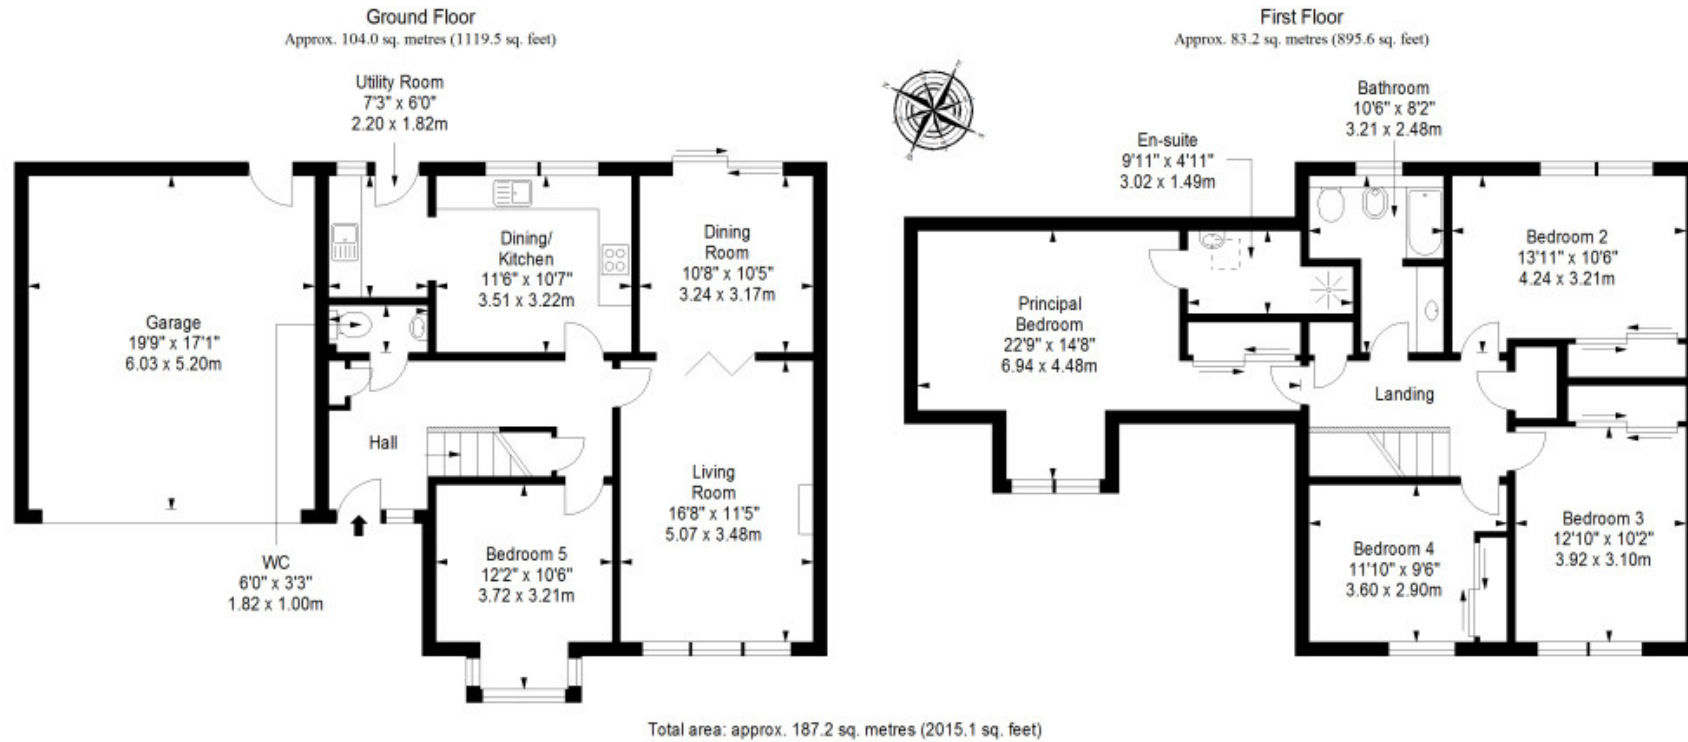 Ground Floor
Approx. 104.0 sq. metres (1119.5 sq. feet)
Utility Room
7'3" x 6'0"
2.20 x 1.82m
Garage
19'9" x 17'1"
6.03 x 5.20m
Dining/
Kitchen
11'6" x 10'7"
3.51 x 3.22m
Dining
Room
10'8" x 10'5"
3.24 x 3.17m
Hall
Living
Room
16'8" x 11'5"
5.07 x 3.48m
WC
6'0" x 3'3"
1.82 x 1.00m
Bedroom 5
12'2" x 10'6"
3.72 x 3.21m
First Floor
Approx. 83.2 sq. metres (895.6 sq. feet)
Bathroom
10'6" x 8'2"
3.21 x 2.48m
En-suite
9'11" x 4'11"
3.02 x 1.49m
Principal
Bedroom
22'9" x 14'8"
6.94 x 4.48m
Bedroom 2
13'11" x 10'6"
4.24 x 3.21m
Landing
Bedroom 4
11'10" x 9'6"
3.60 x 2.90m
Bedroom 3
12'10" x 10'2"
3.92 x 3.10m
Total area: approx. 187.2 sq. metres (2015.1 sq. feet)